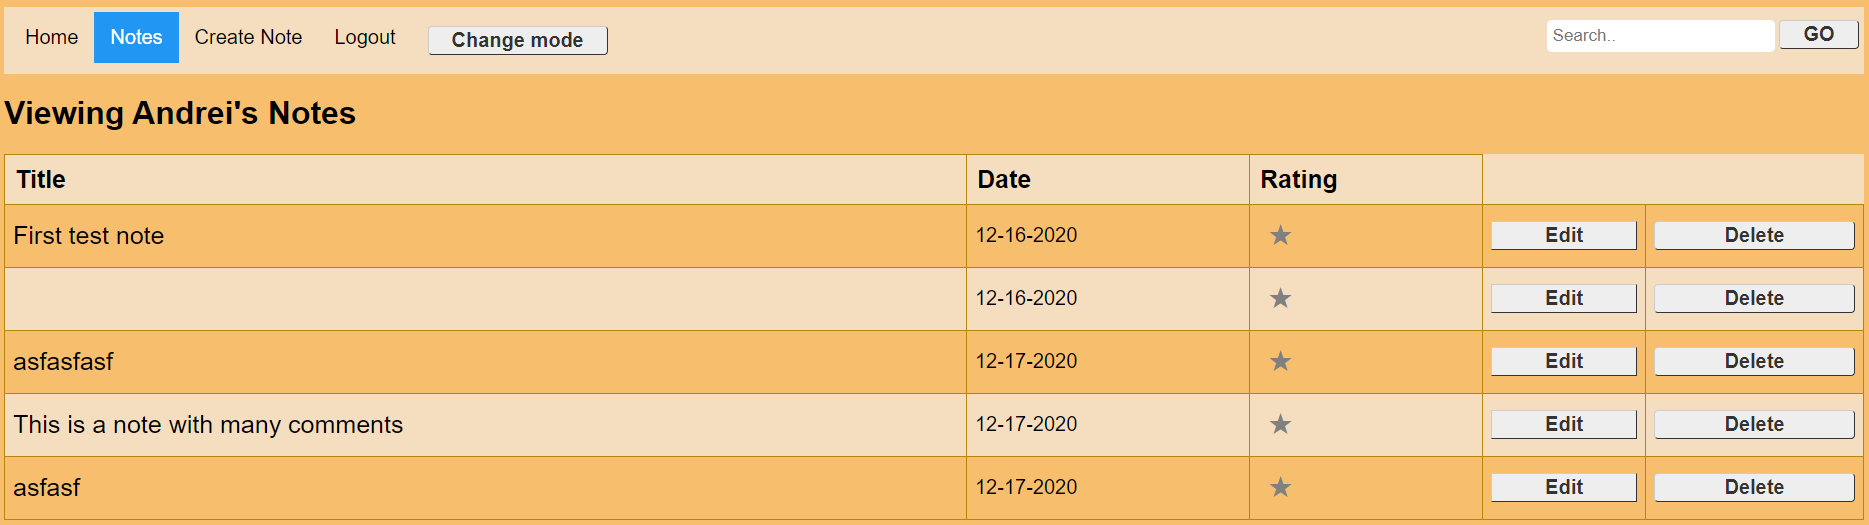 Home Notes Create Note Logout Change mode Search.. GO
Viewing Andrei's Notes
Title Date Rating
First test note 12-16-2020 ★ Edit Delete
12-16-2020 ★ Edit Delete
asfasfasf 12-17-2020 ★ Edit Delete
This is a note with many comments 12-17-2020 ★ Edit Delete
asfasf 12-17-2020 ★ Edit Delete